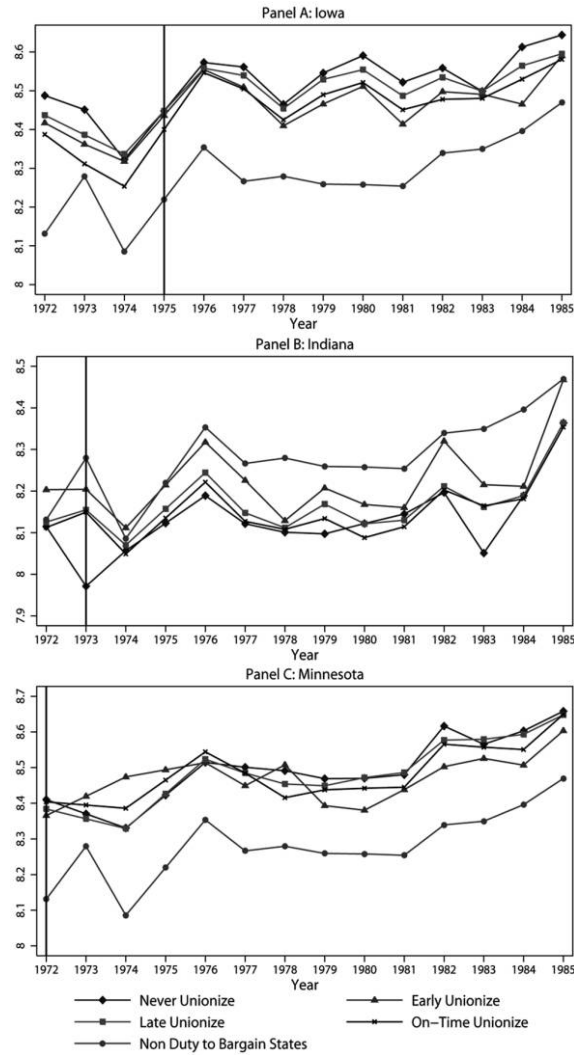 Panel A: Iowa
8.6
8.5
8.4
8.3
8.2
8.1
8
1972 1973 1974 1975 1976 1977 1978 1979 1980 1981 1982 1983 1984 1985
Year
Panel B: Indiana
8.5
8.4
8.3
8.2
8.1
8
7.9
1972 1973 1974 1975 1976 1977 1978 1979 1980 1981 1982 1983 1984 1985
Year
Panel C: Minnesota
8.7
8.6
8.5
8.4
8.3
8.2
8.1
8
1972 1973 1974 1975 1976 1977 1978 1979 1980 1981 1982 1983 1984 1985
Year
Never Unionize Early Unionize
Late Unionize On-Time Unionize
Non Duty to Bargain States